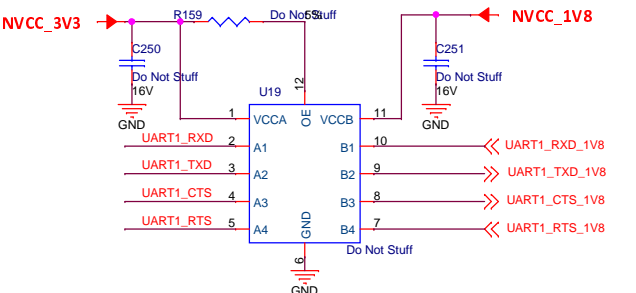 NVCC_3V3
R159
Do Not Stuff
5%
NVCC_1V8
C250
Do Not Stuff
16V
GND
C251
Do Not Stuff
16V
GND
U19
12
OE
1
VCCA
VCCB
11
UART1_RXD
2
A1
B1
10
UART1_RXD_1V8
UART1_TXD
3
A2
B2
9
UART1_TXD_1V8
UART1_CTS
4
A3
B3
8
UART1_CTS_1V8
UART1_RTS
5
A4
B4
7
UART1_RTS_1V8
GND
6
Do Not Stuff
GND